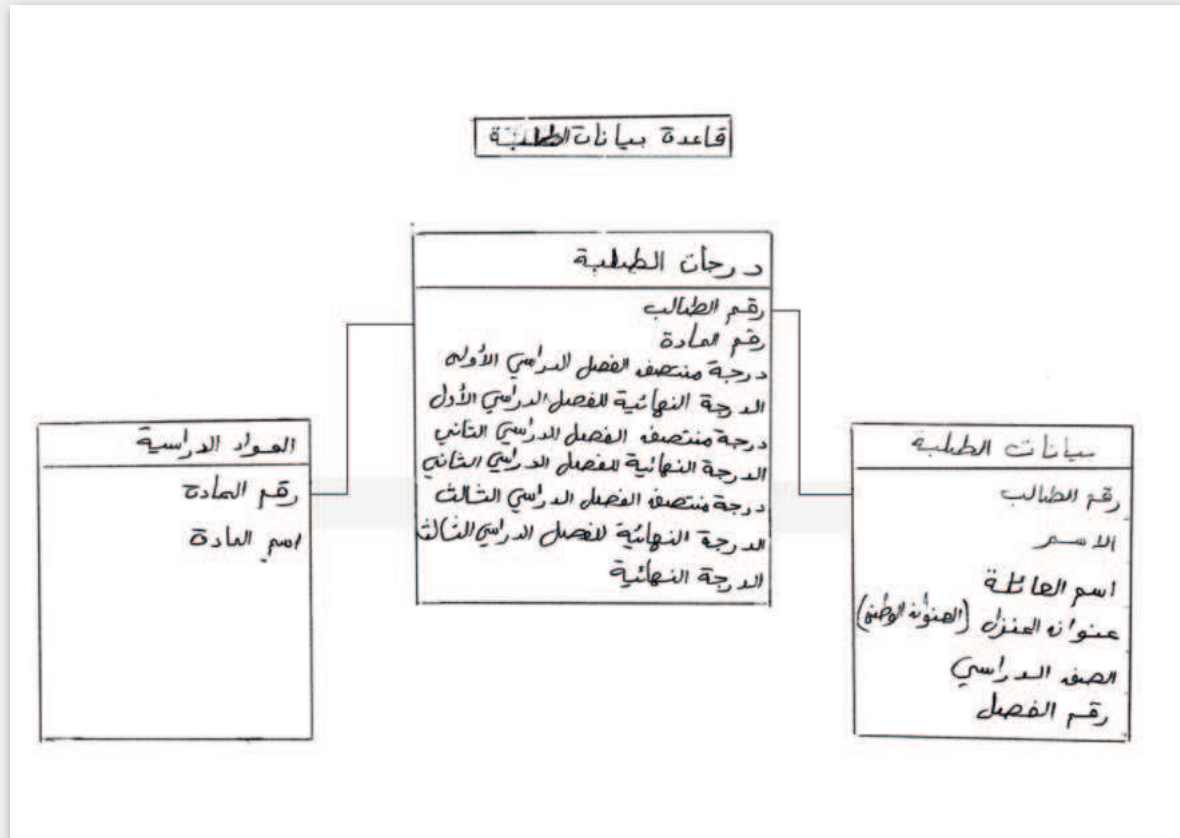 قاعدة بيانات الطلبة
درجات الطلبة
رقم الطالب
رقم المادة
درجة منتصف الفصل الدراسي الأول
الدرجة النهائية للفصل الدراسي الأول
درجة منتصف الفصل الدراسي الثاني
الدرجة النهائية للفصل الدراسي الثاني
درجة منتصف الفصل الدراسي الثالث
الدرجة النهائية للفصل الدراسي الثالث
الدرجة النهائية
بيانات الطلبة
رقم الطالب
الاسم
اسم العائلة
عنوان المنزل (العنوان الوطني)
الصف الدراسي
رقم الفصل
المواد الدراسية
رقم المادة
اسم المادة